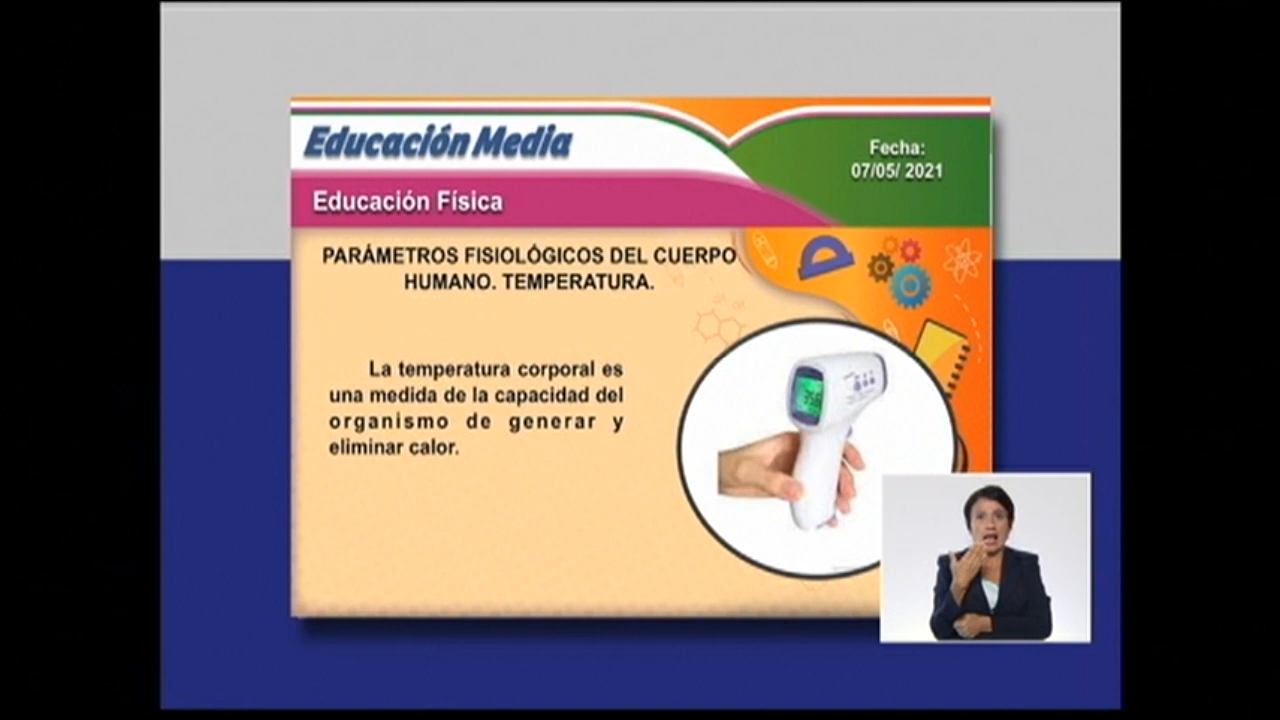 Educación Media
Fecha:
07/05/ 2021
Educación Física
PARÁMETROS FISIOLÓGICOS DEL CUERPO
HUMANO. TEMPERATURA.
La temperatura corporal es
una medida de la capacidad del
organismo de generar y
eliminar calor.